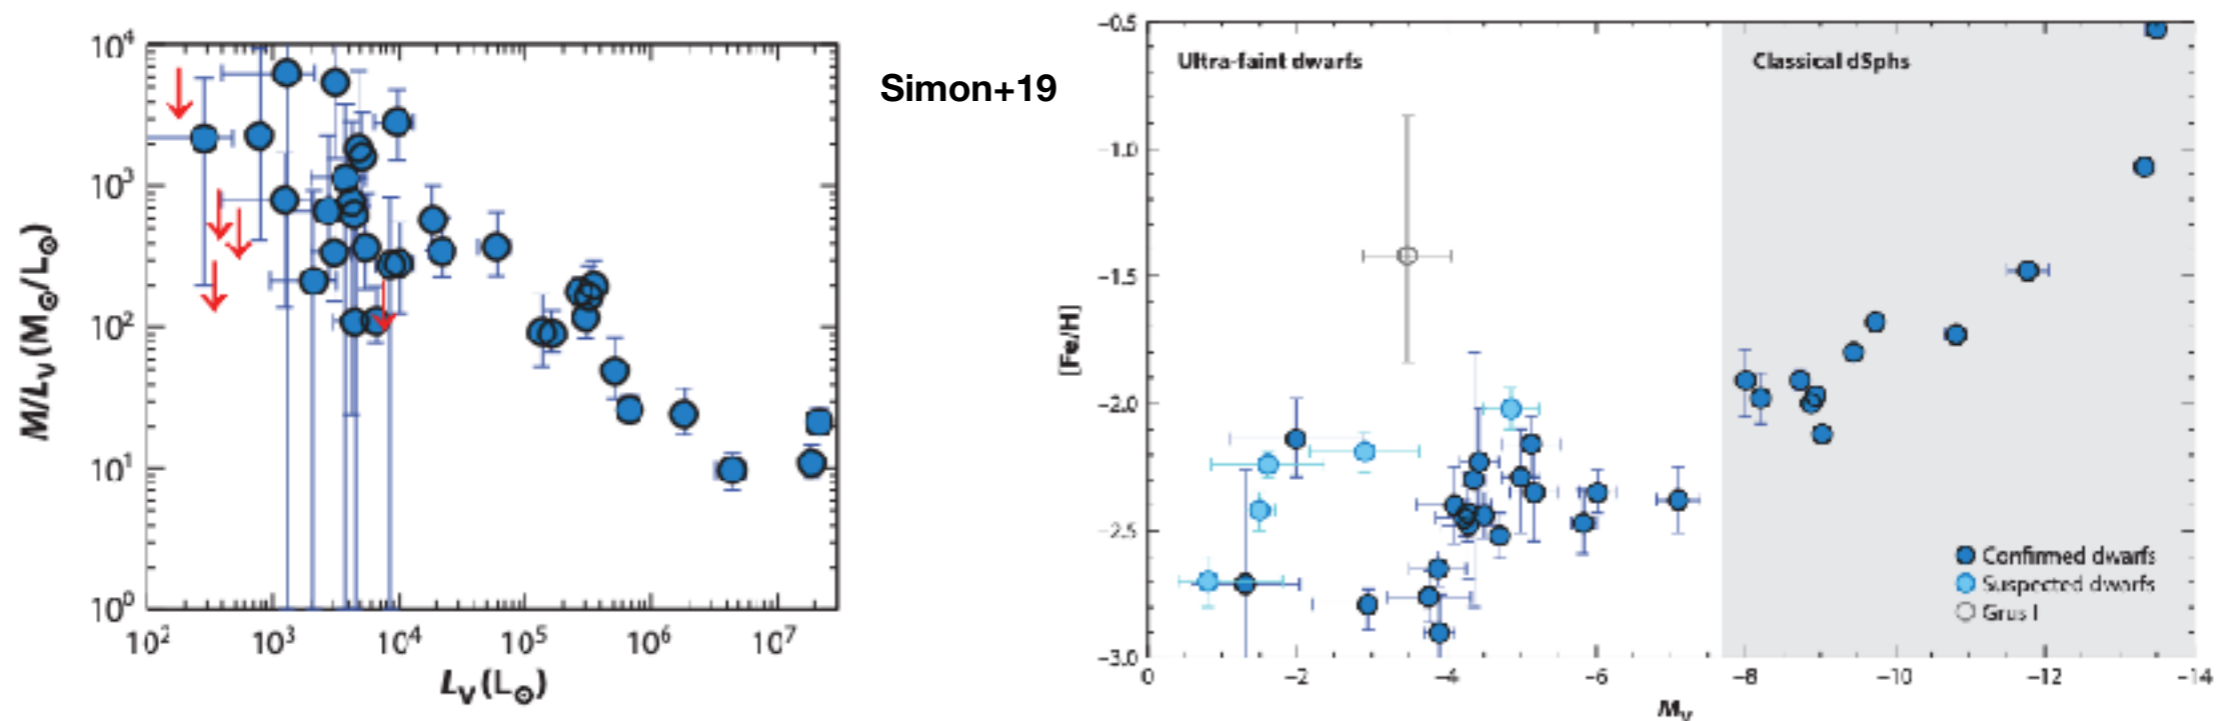 10⁴
10³
10²
10¹
10⁰
M/L_V (M_⊙/L_⊙)
10² 10³ 10⁴ 10⁵ 10⁶ 10⁷
L_V (L_⊙)
Simon+19
Ultra-faint dwarfs
Classical dSphs
−0.5
−1.0
−1.5
−2.0
−2.5
−3.0
[Fe/H]
Confirmed dwarfs
Suspected dwarfs
Grus I
0 −2 −4 −6 −8 −10 −12 −14
M_V